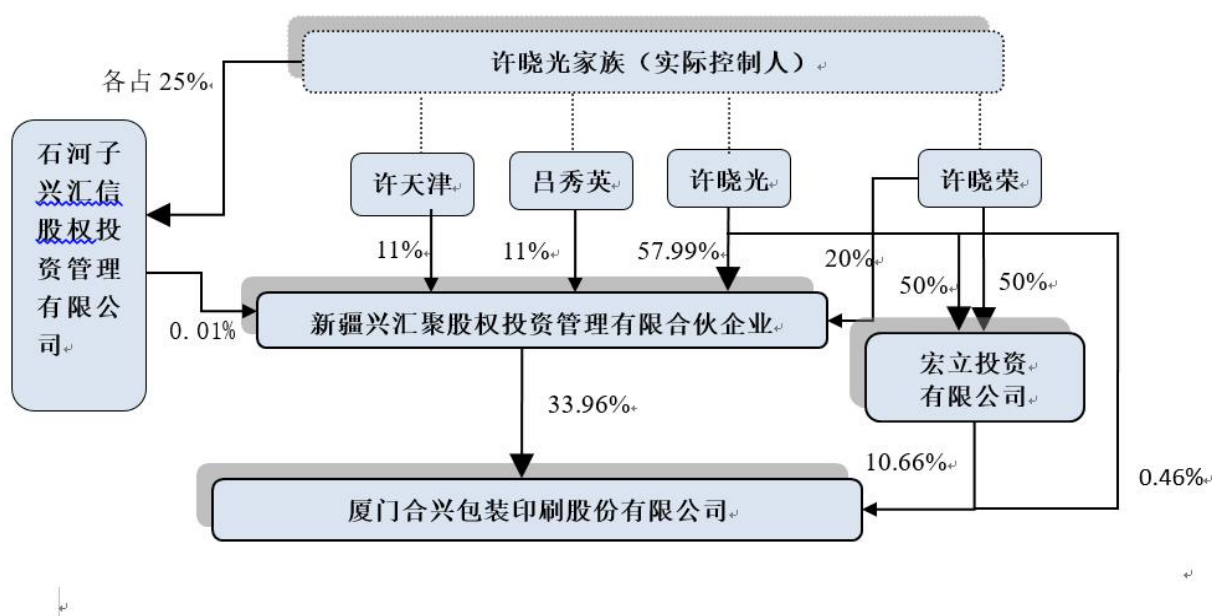 许晓光家族（实际控制人）
各占 25%
石河子
兴汇信
股权投
资管理
有限公
司
许天津
吕秀英
许晓光
许晓荣
11%
11%
57.99%
20%
50%
50%
0.01%
新疆兴汇聚股权投资管理有限合伙企业
宏立投资
有限公司
33.96%
10.66%
0.46%
厦门合兴包装印刷股份有限公司